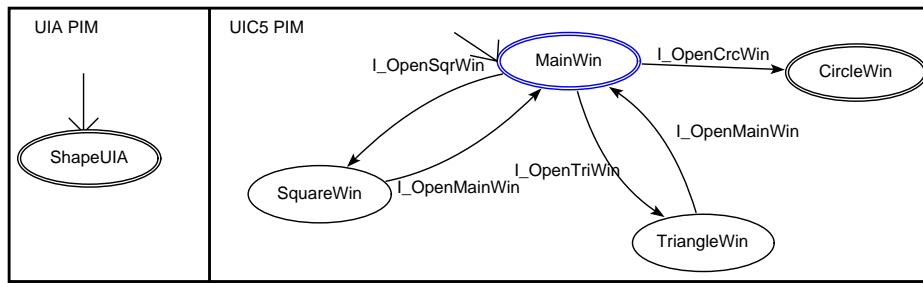 UIA PIM
UIC5 PIM
I_OpenSqrWin
MainWin
I_OpenCrcWin
CircleWin
ShapeUIA
I_OpenMainWin
SquareWin
I_OpenMainWin
I_OpenTriWin
TriangleWin